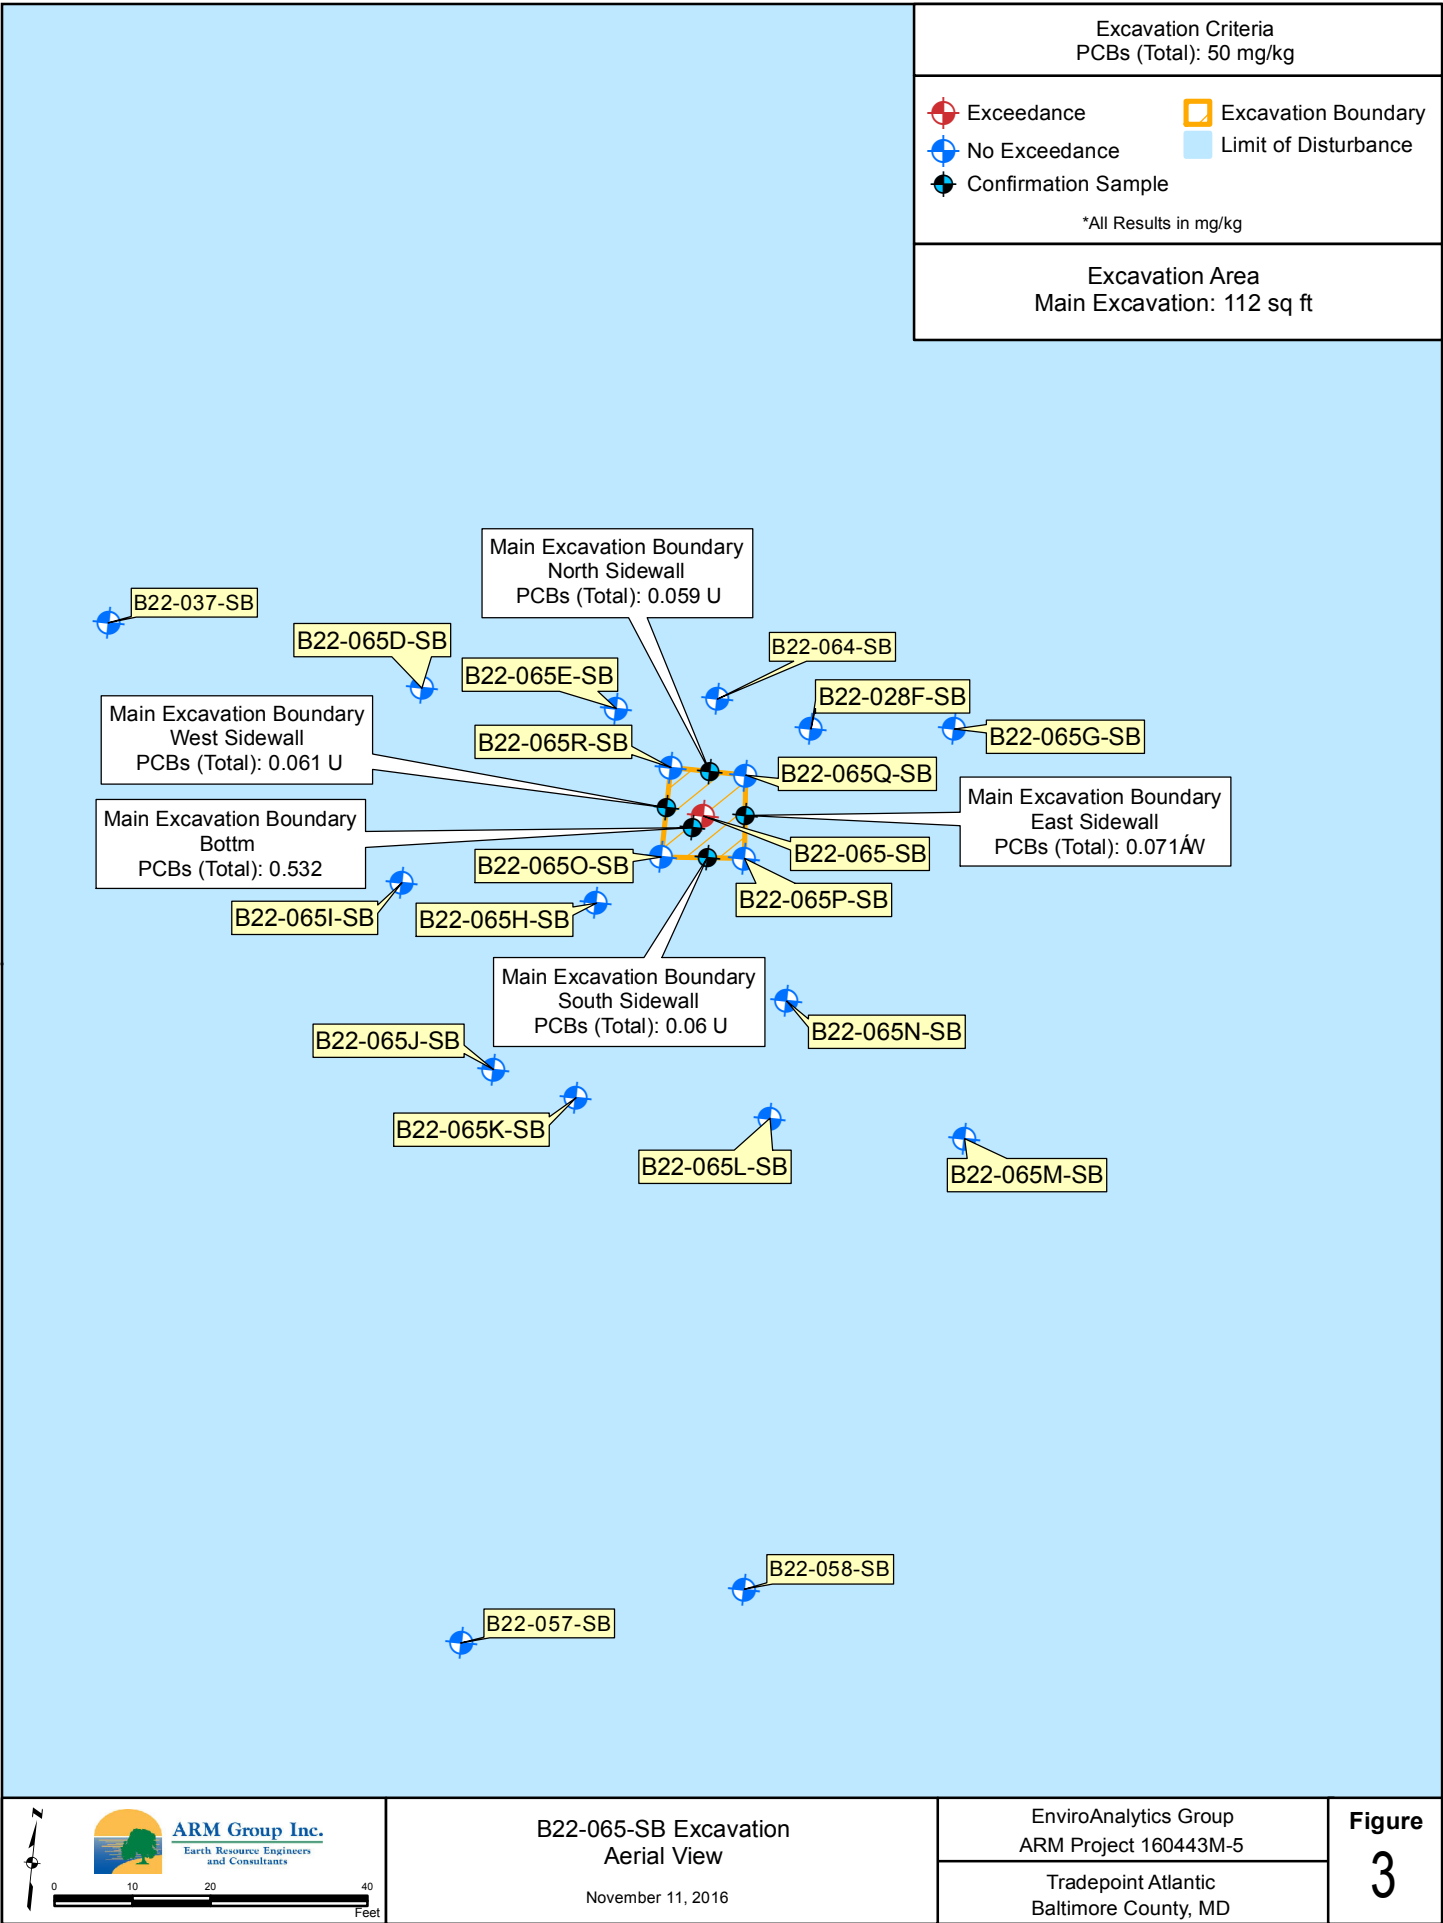 Excavation Criteria
PCBs (Total): 50 mg/kg
Exceedance
No Exceedance
Confirmation Sample
Excavation Boundary
Limit of Disturbance
*All Results in mg/kg
Excavation Area
Main Excavation: 112 sq ft
Main Excavation Boundary
North Sidewall
PCBs (Total): 0.059 U
B22-037-SB
B22-065D-SB
B22-065E-SB
B22-064-SB
B22-028F-SB
B22-065G-SB
Main Excavation Boundary
West Sidewall
PCBs (Total): 0.061 U
B22-065R-SB
B22-065Q-SB
Main Excavation Boundary
East Sidewall
PCBs (Total): 0.071
Main Excavation Boundary
Bottm
PCBs (Total): 0.532
B22-065O-SB
B22-065-SB
B22-065P-SB
B22-065I-SB
B22-065H-SB
Main Excavation Boundary
South Sidewall
PCBs (Total): 0.06 U
B22-065N-SB
B22-065J-SB
B22-065K-SB
B22-065L-SB
B22-065M-SB
B22-058-SB
B22-057-SB
N
ARM Group Inc.
Earth Resource Engineers
and Consultants
0 10 20 40
Feet
B22-065-SB Excavation
Aerial View
November 11, 2016
EnviroAnalytics Group
ARM Project 160443M-5
Tradepoint Atlantic
Baltimore County, MD
Figure
3